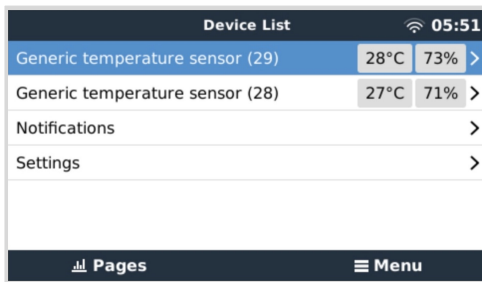 Device List 05:51
Generic temperature sensor (29) 28°C 73%
Generic temperature sensor (28) 27°C 71%
Notifications
Settings
Pages Menu